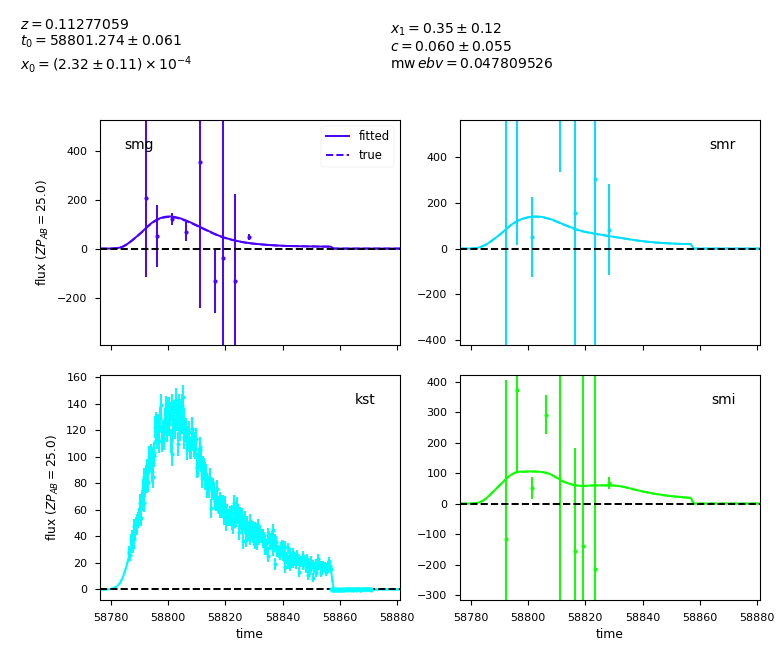 z = 0.11277059
t0 = 58801.274 ± 0.061
x0 = (2.32 ± 0.11) × 10⁻⁴
x1 = 0.35 ± 0.12
c = 0.060 ± 0.055
mw ebv = 0.047809526
smg
fitted
true
400
200
0
−200
flux (ZP_AB = 25.0)
smr
400
200
0
−200
−400
kst
160
140
120
100
80
60
40
20
0
flux (ZP_AB = 25.0)
58780 58800 58820 58840 58860 58880
time
smi
400
300
200
100
0
−100
−200
−300
58780 58800 58820 58840 58860 58880
time